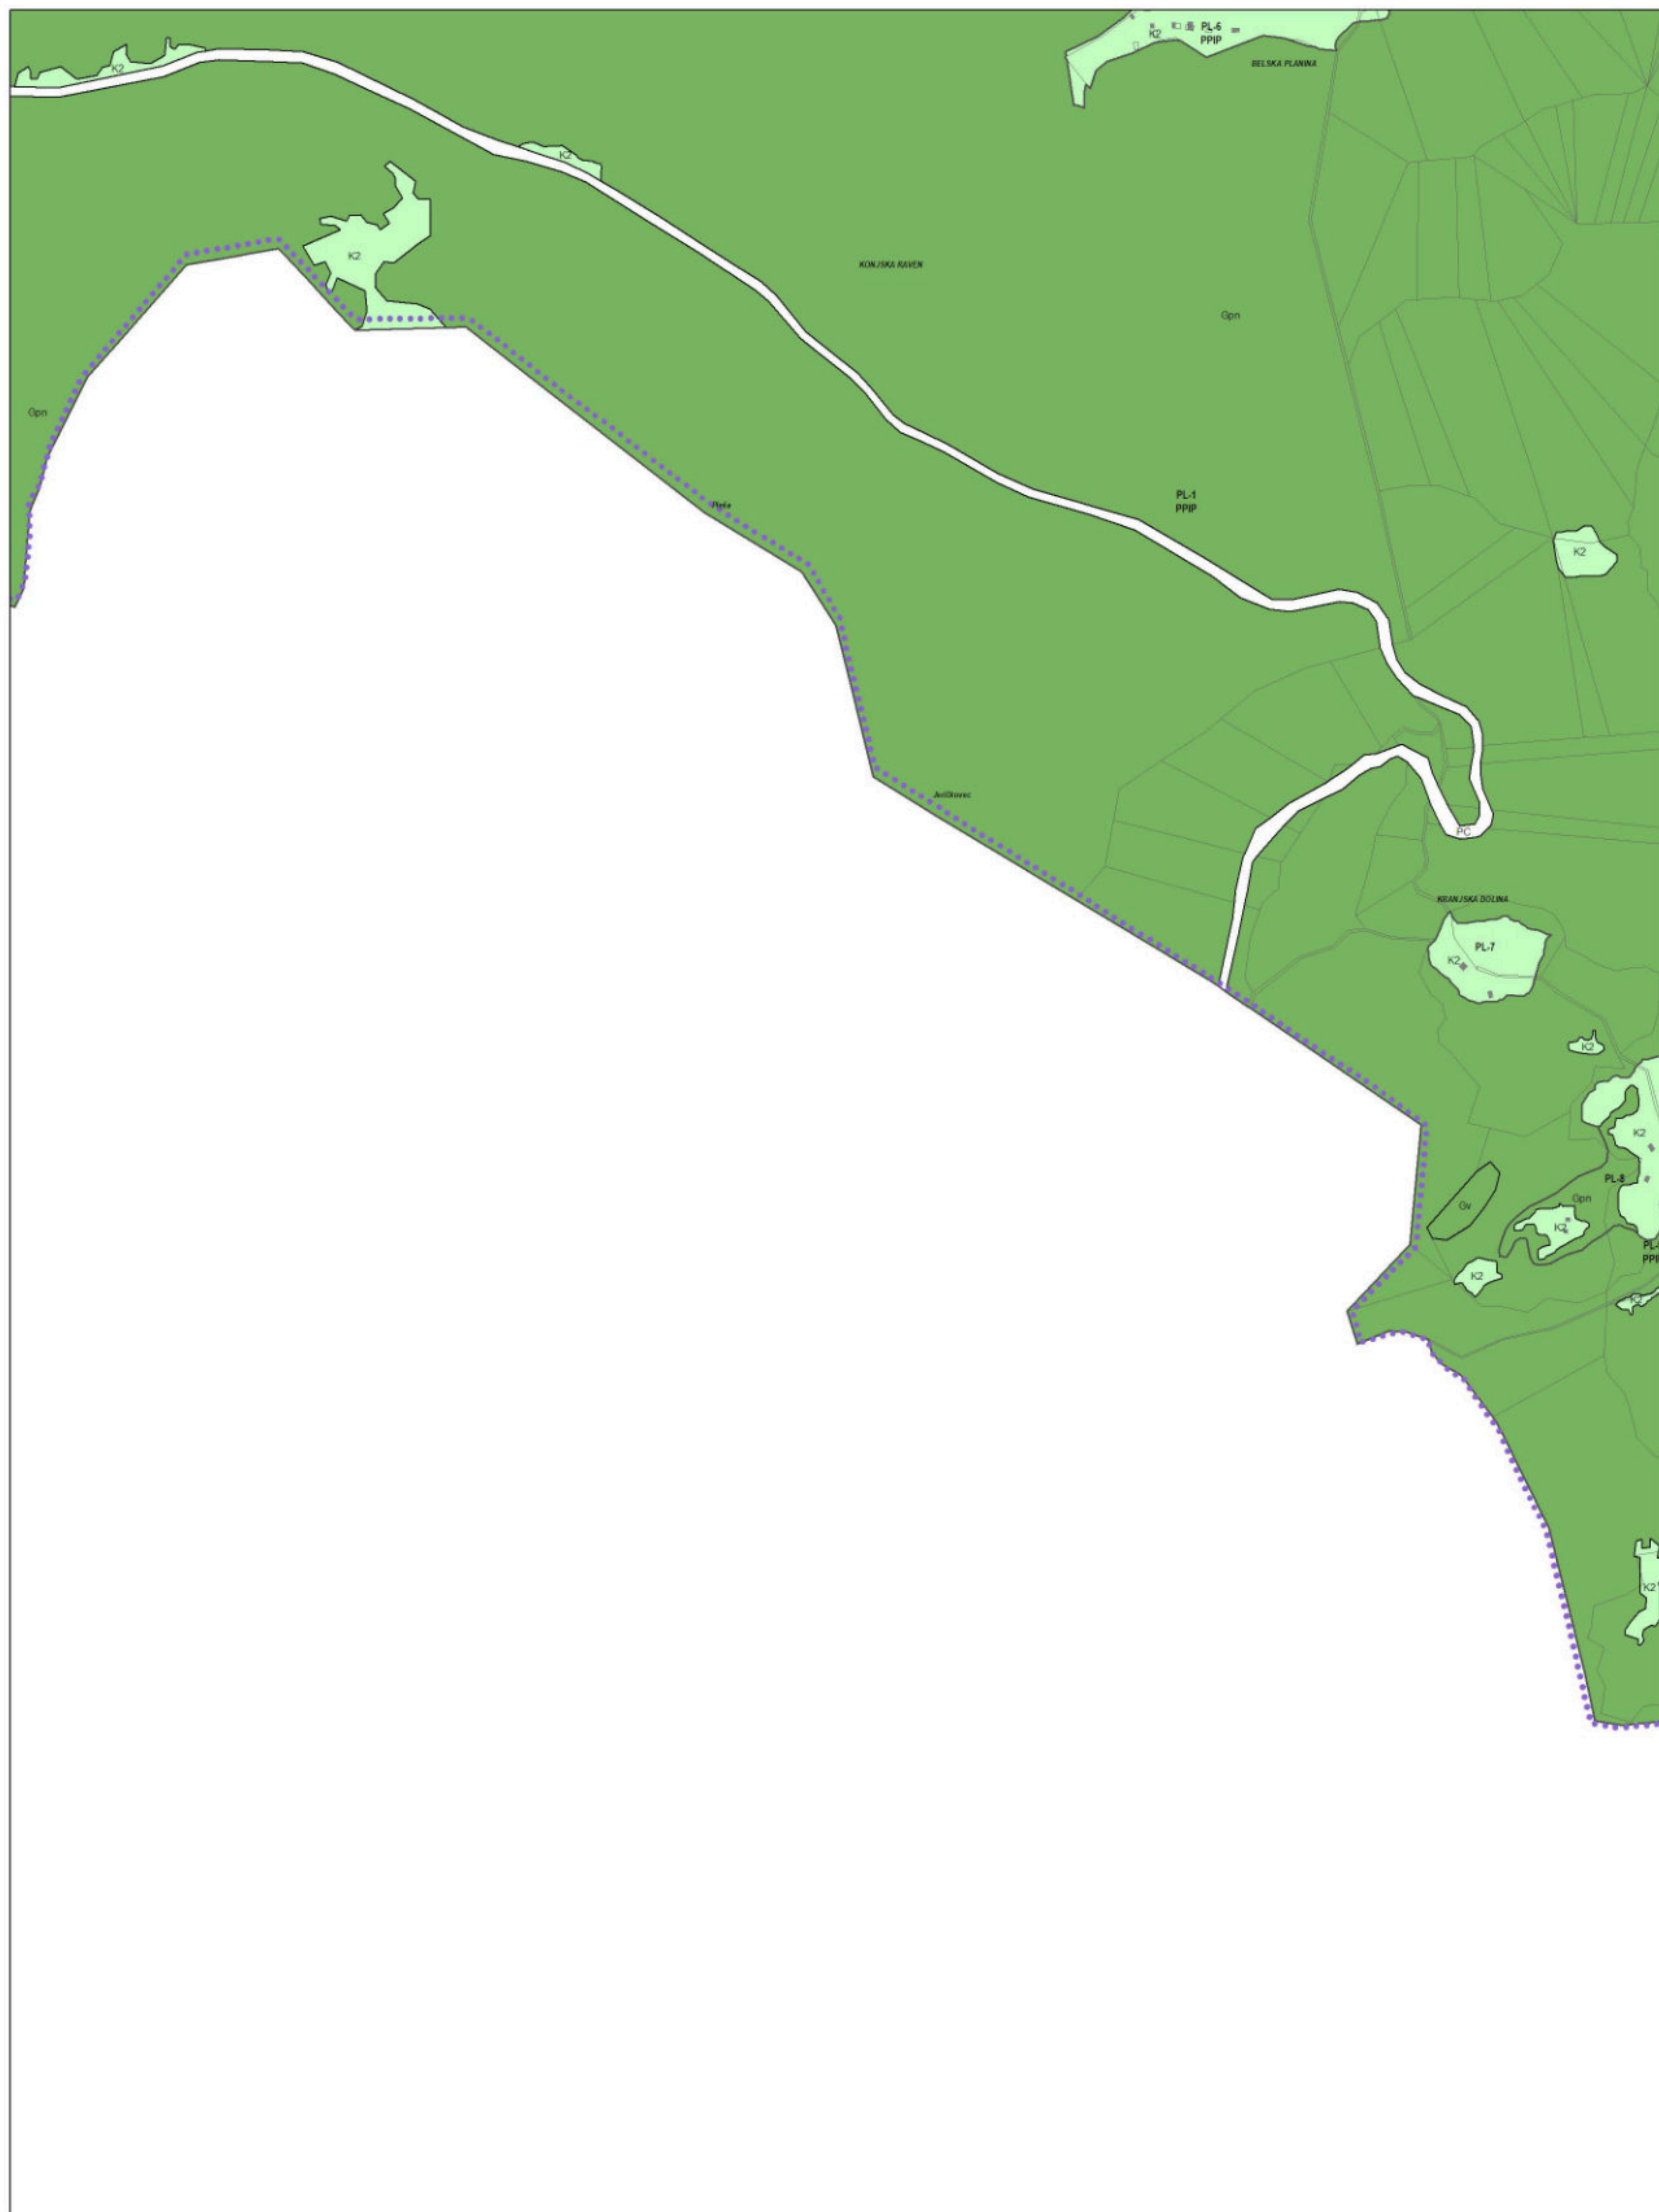 K2
PL-6
PPIP
BELSKA PLANINA
K2
K2
K2
KONJSKA RAVEN
Gpn
Gpn
PL-1
PPIP
K2
PC
KRANJSKA DOLINA
PL-7
K2
K2
K2
PL-8
Gpn
Gv
K2
K2
K2
K2